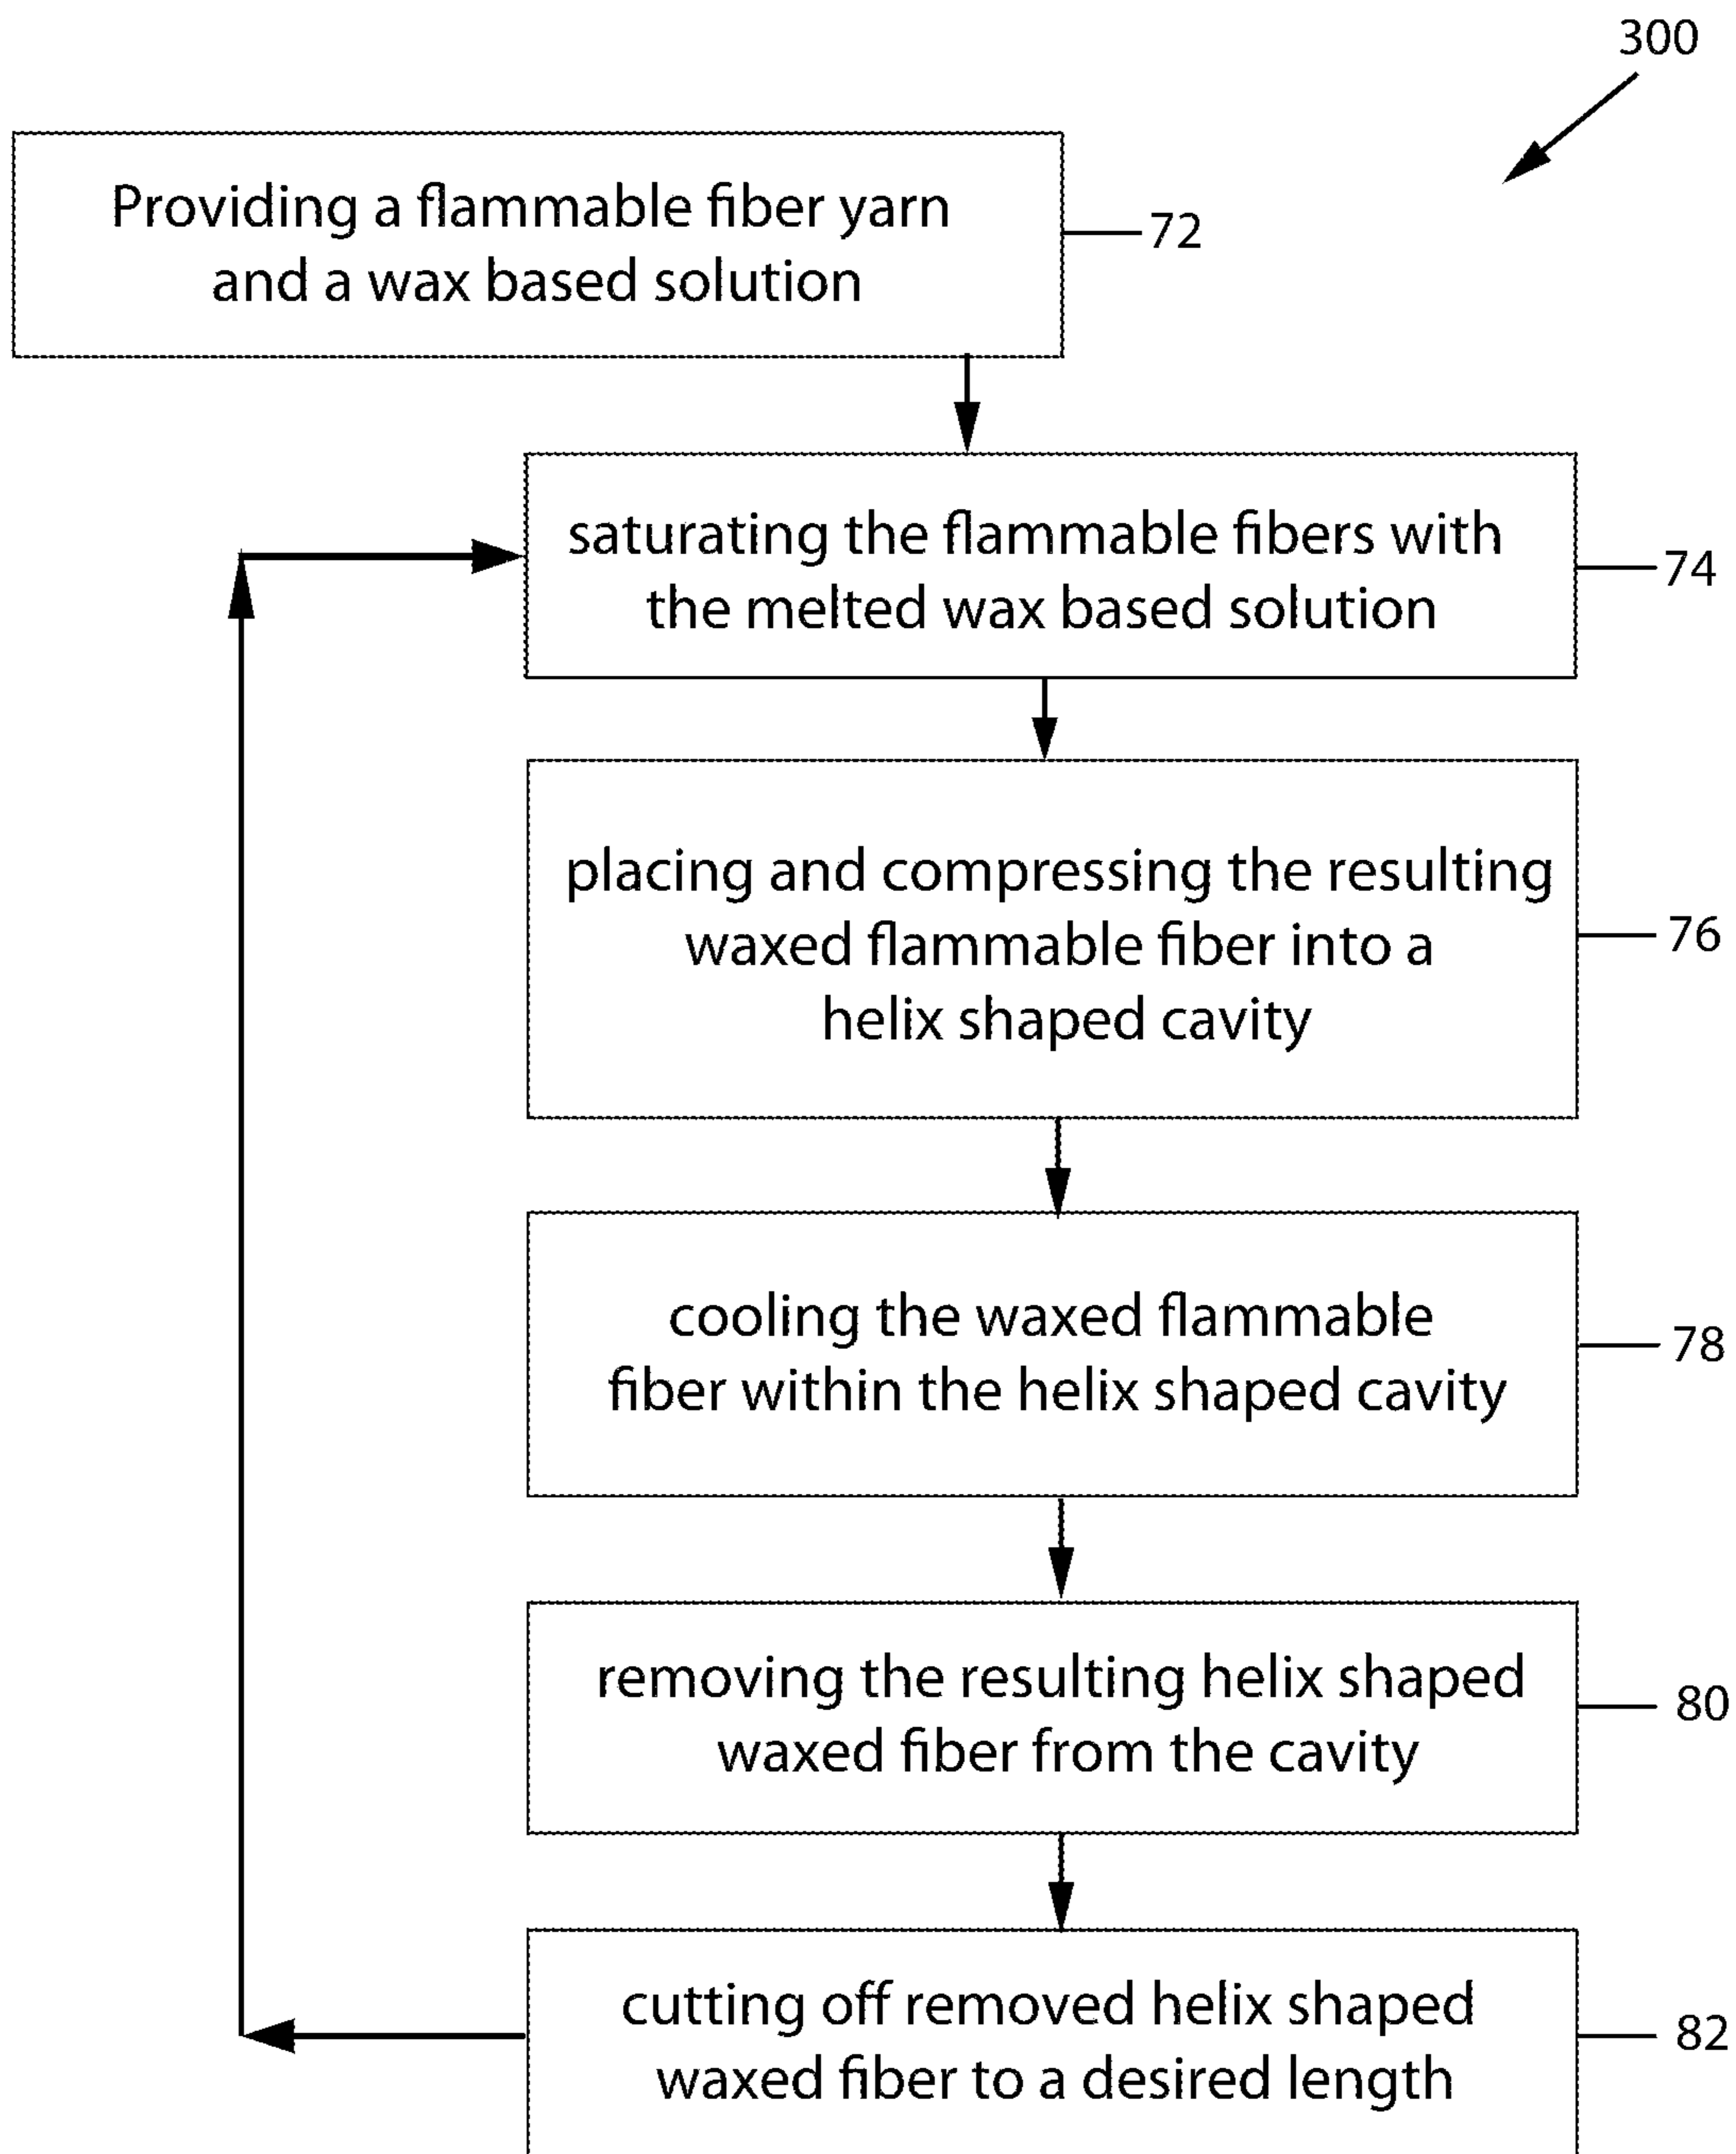 300
Providing a flammable fiber yarn
and a wax based solution
72
saturating the flammable fibers with
the melted wax based solution
74
placing and compressing the resulting
waxed flammable fiber into a
helix shaped cavity
76
cooling the waxed flammable
fiber within the helix shaped cavity
78
removing the resulting helix shaped
waxed fiber from the cavity
80
cutting off removed helix shaped
waxed fiber to a desired length
82